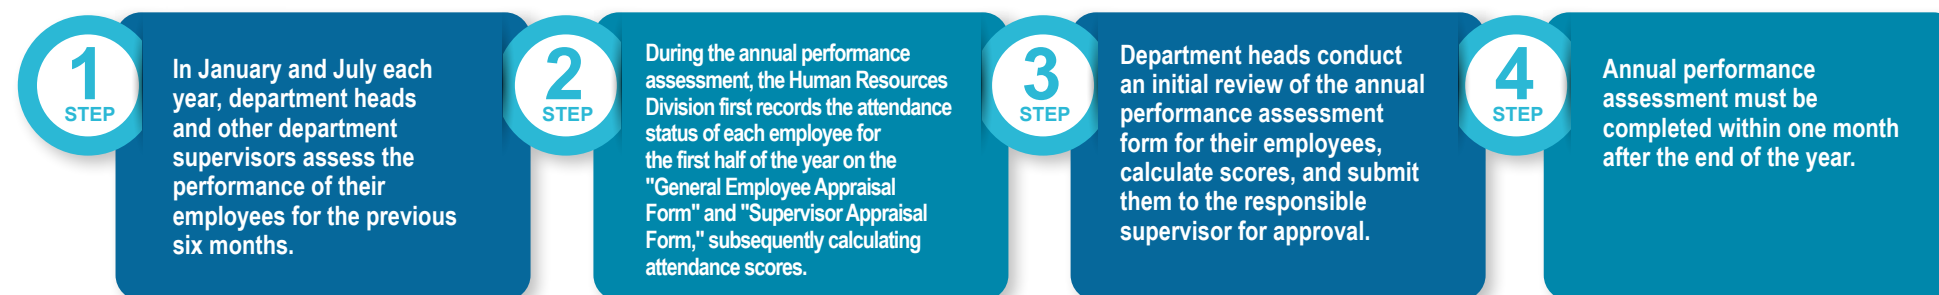 1
STEP
In January and July each
year, department heads
and other department
supervisors assess the
performance of their
employees for the previous
six months.
2
STEP
During the annual performance
assessment, the Human Resources
Division first records the attendance
status of each employee for
the first half of the year on the
"General Employee Appraisal
Form" and "Supervisor Appraisal
Form," subsequently calculating
attendance scores.
3
STEP
Department heads conduct
an initial review of the annual
performance assessment
form for their employees,
calculate scores, and submit
them to the responsible
supervisor for approval.
4
STEP
Annual performance
assessment must be
completed within one month
after the end of the year.